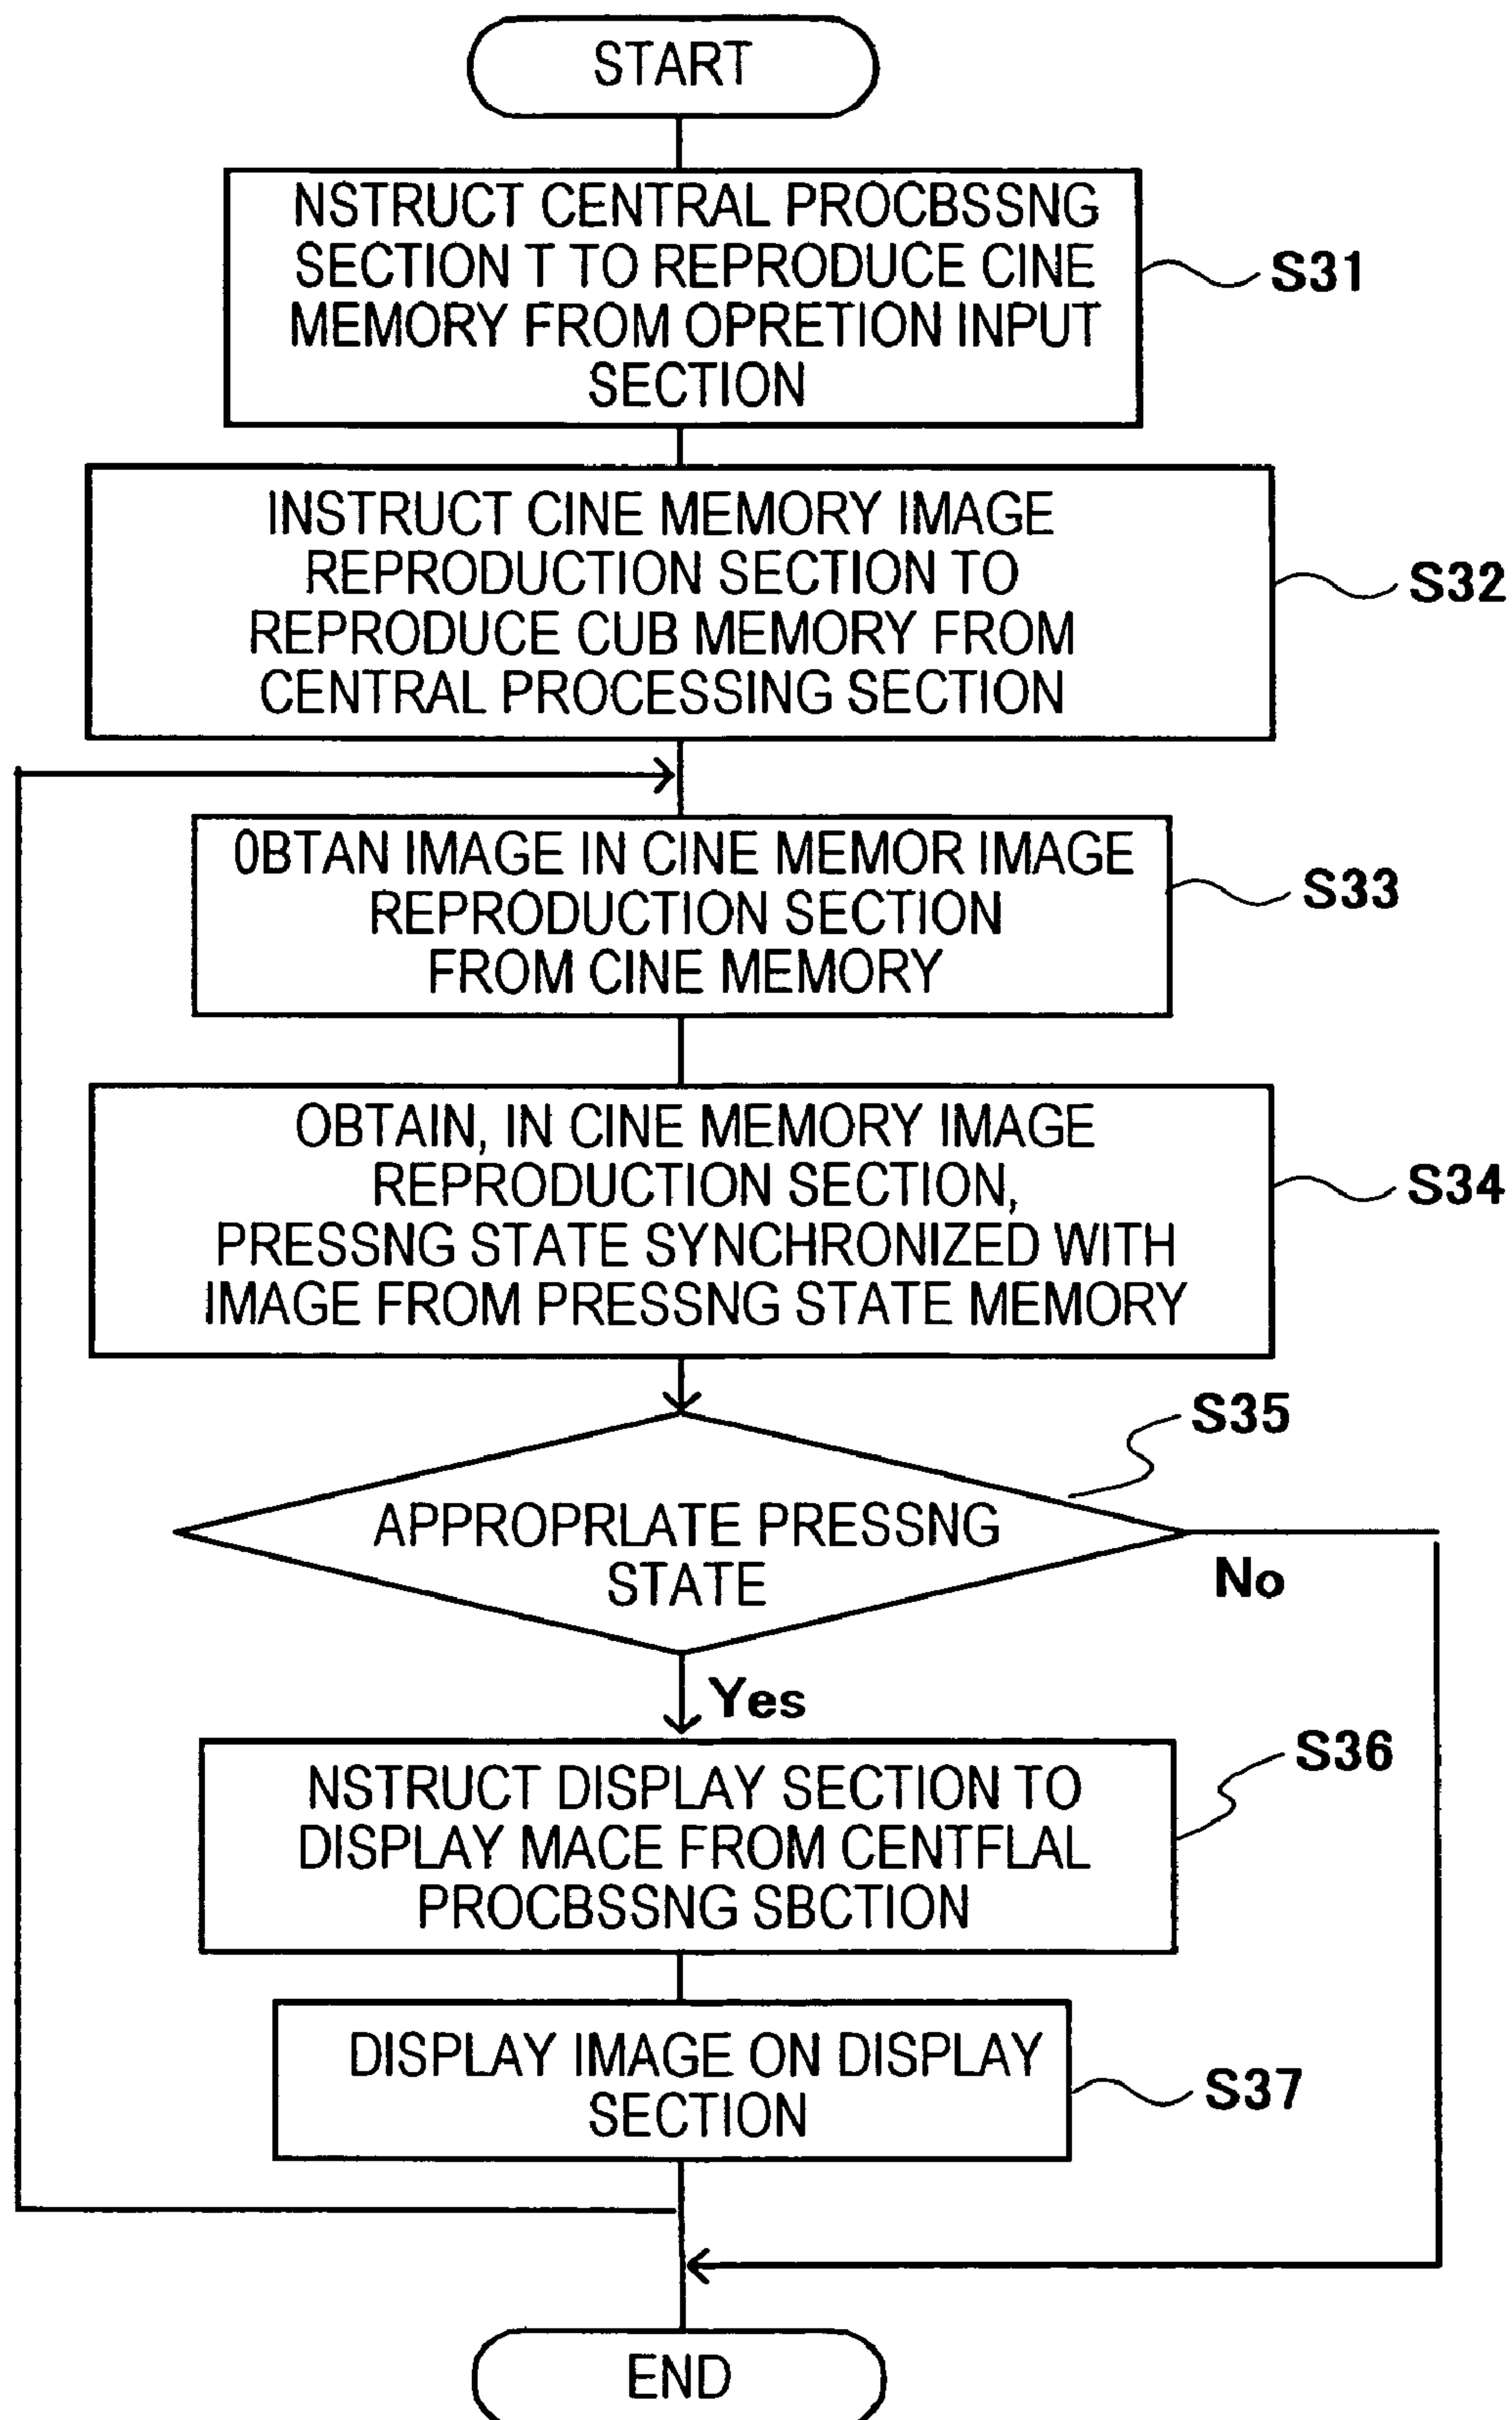 START
NSTRUCT CENTRAL PROCBSSNG
SECTION T TO REPRODUCE CINE
MEMORY FROM OPRETION INPUT
SECTION
S31
INSTRUCT CINE MEMORY IMAGE
REPRODUCTION SECTION TO
REPRODUCE CUB MEMORY FROM
CENTRAL PROCESSING SECTION
S32
OBTAN IMAGE IN CINE MEMOR IMAGE
REPRODUCTION SECTION
FROM CINE MEMORY
S33
OBTAIN, IN CINE MEMORY IMAGE
REPRODUCTION SECTION,
PRESSNG STATE SYNCHRONIZED WITH
IMAGE FROM PRESSNG STATE MEMORY
S34
S35
APPROPRLATE PRESSNG
STATE
No
Yes
NSTRUCT DISPLAY SECTION TO
DISPLAY MACE FROM CENTFLAL
PROCBSSNG SBCTION
S36
DISPLAY IMAGE ON DISPLAY
SECTION
S37
END